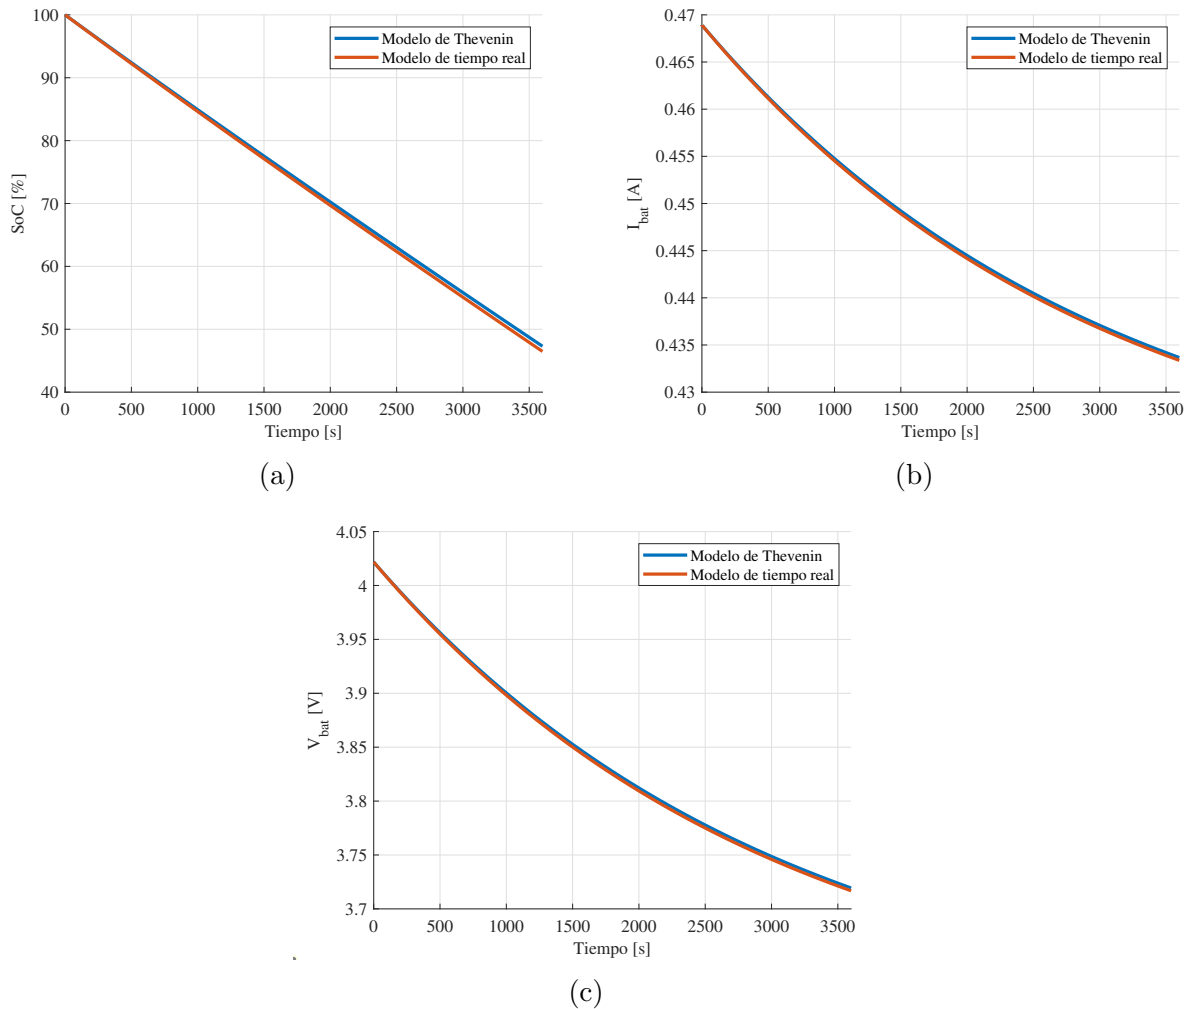 100
90
80
70
60
50
40
SoC [%]
0 500 1000 1500 2000 2500 3000 3500
Tiempo [s]
Modelo de Thevenin
Modelo de tiempo real
(a)
0.47
0.465
0.46
0.455
0.45
0.445
0.44
0.435
0.43
I_bat [A]
0 500 1000 1500 2000 2500 3000 3500
Tiempo [s]
Modelo de Thevenin
Modelo de tiempo real
(b)
4.05
4
3.95
3.9
3.85
3.8
3.75
3.7
V_bat [V]
0 500 1000 1500 2000 2500 3000 3500
Tiempo [s]
Modelo de Thevenin
Modelo de tiempo real
(c)